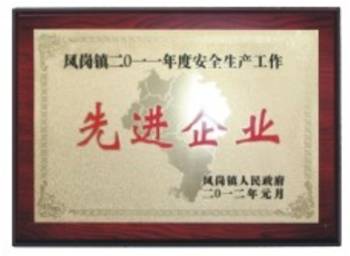 凤岗镇二〇一一年度安全生产工作
先进企业
凤岗镇人民政府
二〇一二年元月